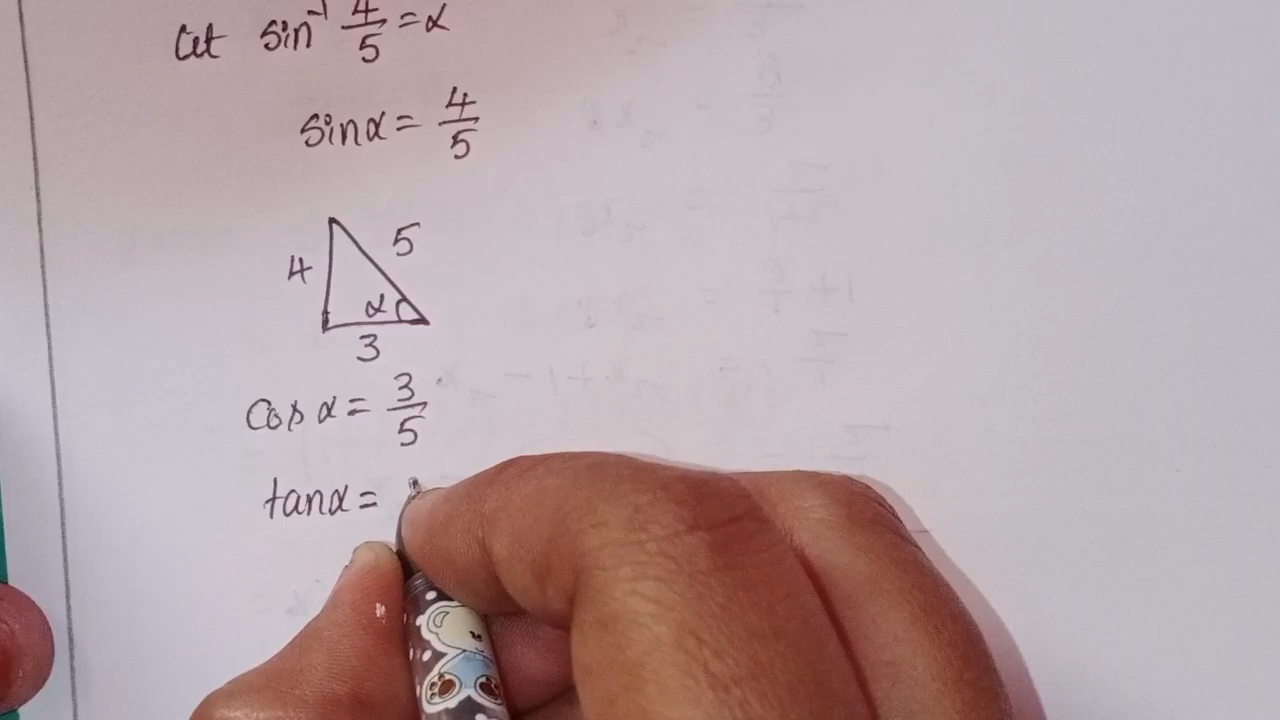 Let sin⁻¹ 4/5 = α
sinα = 4/5
4
5
α
3
cos α = 3/5
tanα =